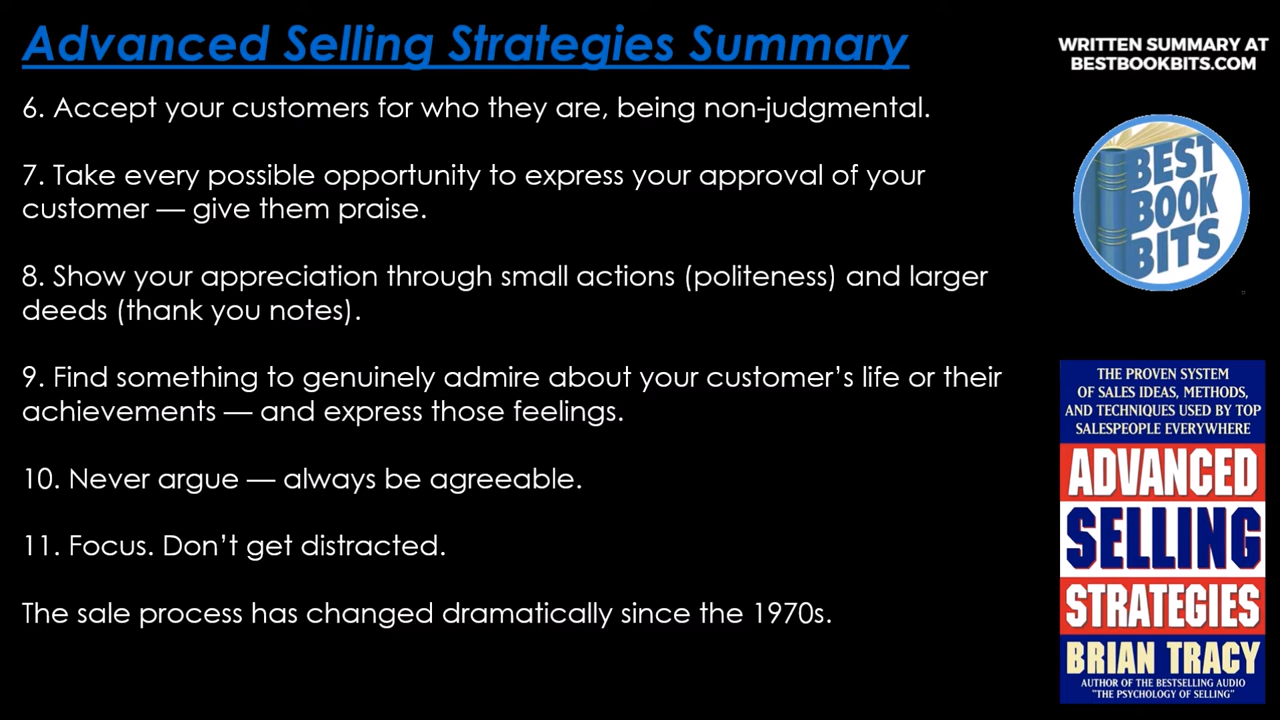 Advanced Selling Strategies Summary
WRITTEN SUMMARY AT
BESTBOOKBITS.COM
6. Accept your customers for who they are, being non-judgmental.
7. Take every possible opportunity to express your approval of your
customer — give them praise.
8. Show your appreciation through small actions (politeness) and larger
deeds (thank you notes).
9. Find something to genuinely admire about your customer’s life or their
achievements — and express those feelings.
10. Never argue — always be agreeable.
11. Focus. Don’t get distracted.
The sale process has changed dramatically since the 1970s.
BEST
BOOK
BITS
THE PROVEN SYSTEM
OF SALES IDEAS, METHODS,
AND TECHNIQUES USED BY TOP
SALESPEOPLE EVERYWHERE
ADVANCED
SELLING
STRATEGIES
BRIAN TRACY
AUTHOR OF THE BESTSELLING AUDIO
"THE PSYCHOLOGY OF SELLING"